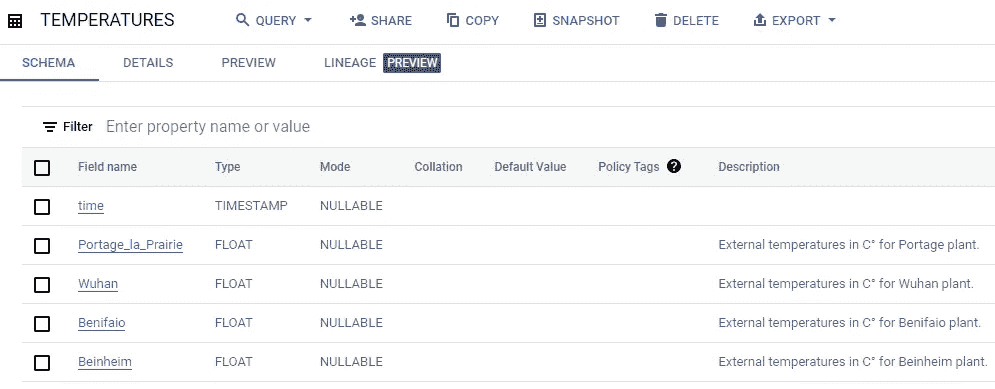 TEMPERATURES QUERY SHARE COPY SNAPSHOT DELETE EXPORT
SCHEMA DETAILS PREVIEW LINEAGE PREVIEW
Filter Enter property name or value
Field name Type Mode Collation Default Value Policy Tags ? Description
time TIMESTAMP NULLABLE
Portage_la_Prairie FLOAT NULLABLE External temperatures in C° for Portage plant.
Wuhan FLOAT NULLABLE External temperatures in C° for Wuhan plant.
Benifaio FLOAT NULLABLE External temperatures in C° for Benifaio plant.
Beinheim FLOAT NULLABLE External temperatures in C° for Beinheim plant.